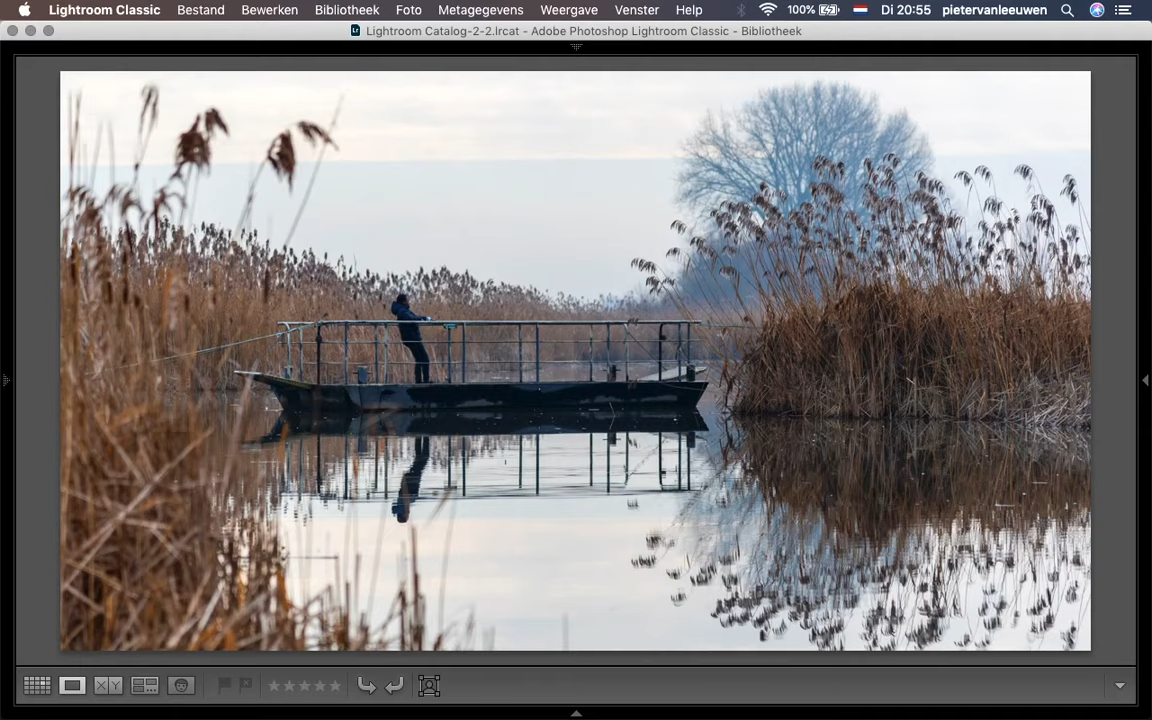 Lightroom Classic Bestand Bewerken Bibliotheek Foto Metagegevens Weergave Venster Help 100% Di 20:55 pietervanleeuwen
Lr Lightroom Catalog-2-2.lrcat - Adobe Photoshop Lightroom Classic - Bibliotheek
X Y